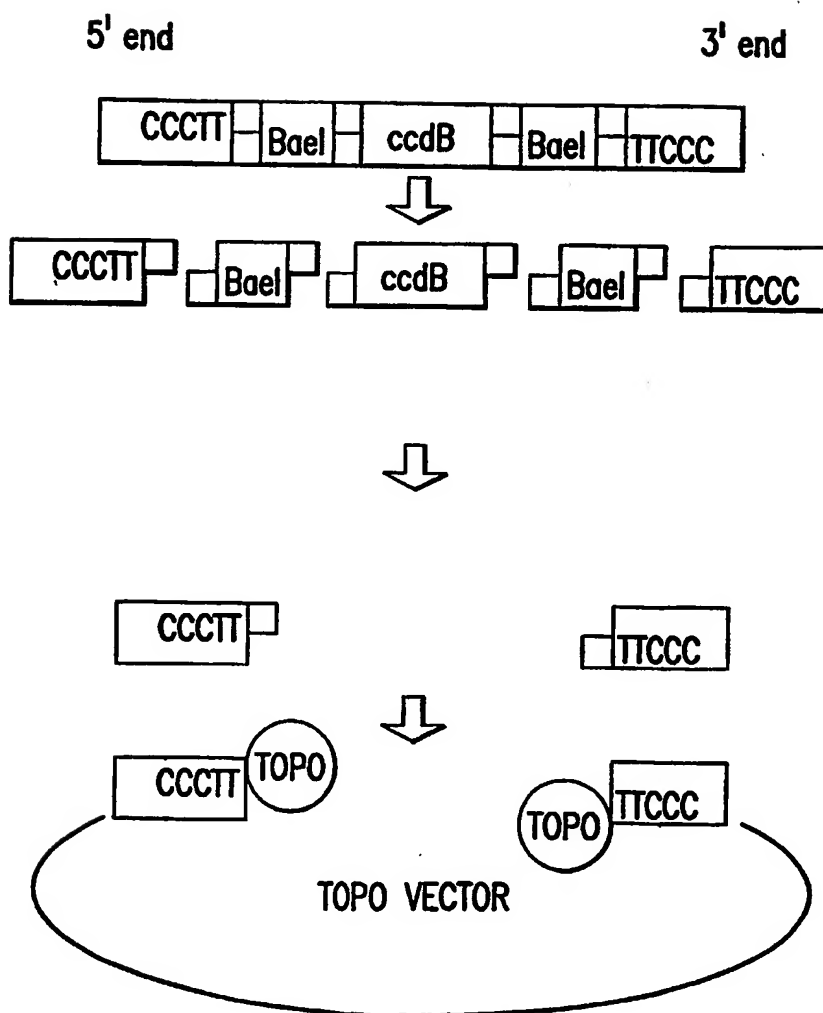 5' end 3' end
CCCTT BaeI ccdB BaeI TTCCC
CCCTT BaeI ccdB BaeI TTCCC
CCCTT TTCCC
CCCTT TOPO TOPO TTCCC
TOPO VECTOR